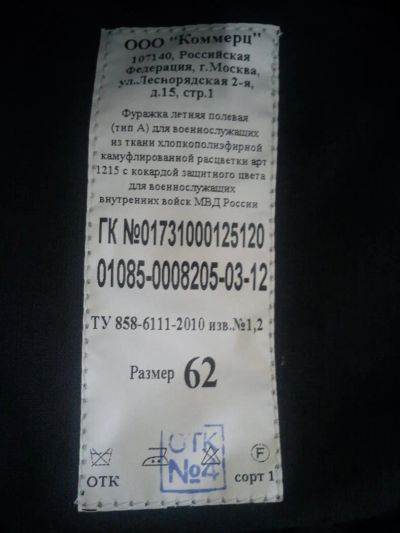 ООО "Коммерц"
107140, Российская
Федерация, г.Москва,
ул.Леснорядская 2-я,
д.15, стр.1
Фуражка летняя полевая
(тип А) для военнослужащих
из ткани хлопкополиэфирной
камуфлированной расцветки арт
1215 с кокардой защитного цвета
для военнослужащих
внутренних войск МВД России
ГК №01731000125120
01085-0008205-03-12
ТУ 858-6111-2010 изв.№1,2
Размер 62
ОТК
№4
F
ОТК сорт 1